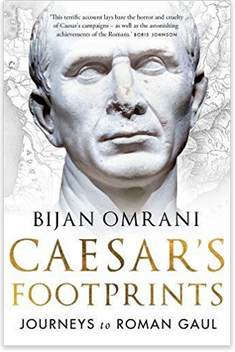 'This terrific account lays bare the horror and cruelty
of Caesar's campaigns – as well as the astonishing
achievements of the Romans.' BORIS JOHNSON
BIJAN OMRANI
CAESAR'S
FOOTPRINTS
JOURNEYS to ROMAN GAUL